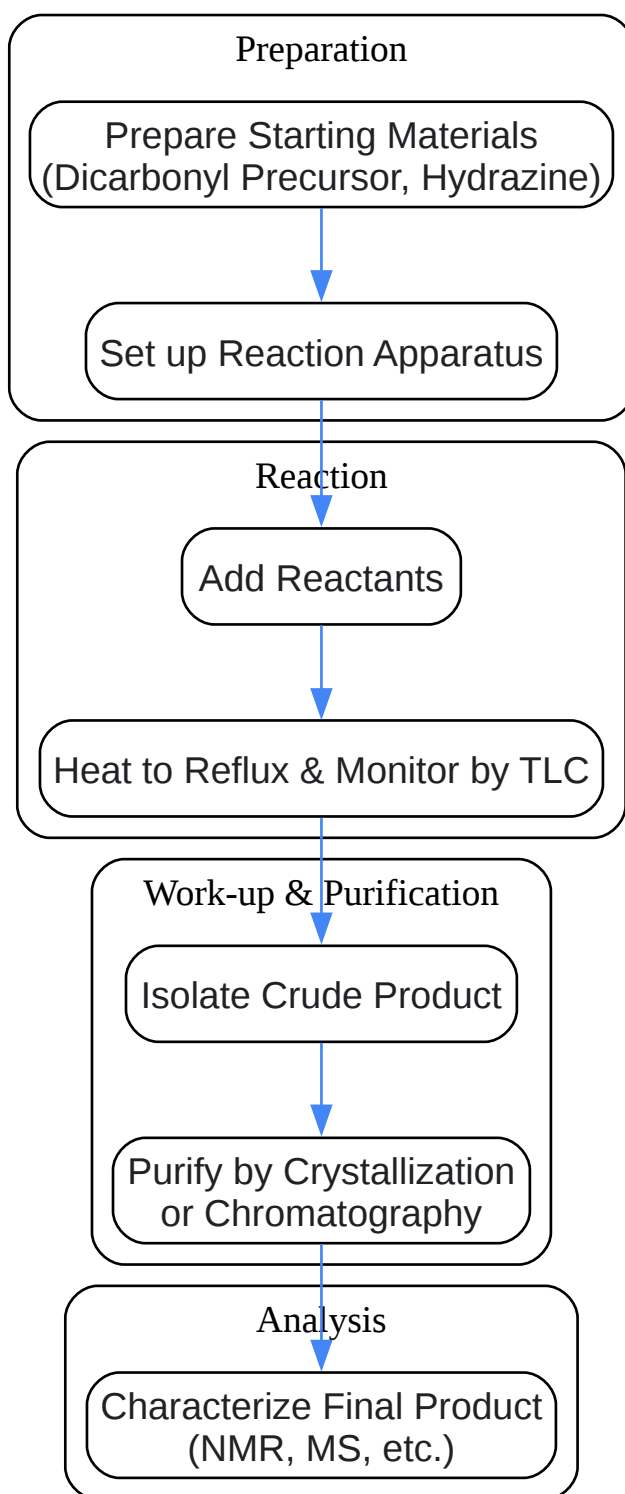 Preparation
Prepare Starting Materials
(Dicarbonyl Precursor, Hydrazine)
Set up Reaction Apparatus
Reaction
Add Reactants
Heat to Reflux & Monitor by TLC
Work-up & Purification
Isolate Crude Product
Purify by Crystallization
or Chromatography
Analysis
Characterize Final Product
(NMR, MS, etc.)